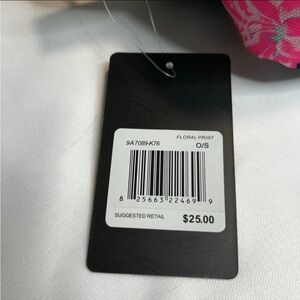 FLORAL PRINT
9A7089-K76 O/S
8 25663 22469 9
SUGGESTED RETAIL $25.00